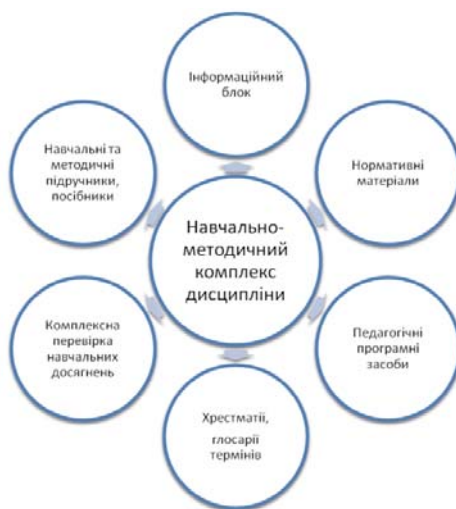 Інформаційний
блок
Навчальні та
методичні
підручники,
посібники
Нормативні
матеріали
Навчально-
методичний
комплекс
дисципліни
Комплексна
перевірка
навчальних
досягнень
Педагогічні
програмні
засоби
Хрестматії,
глосарії
термінів